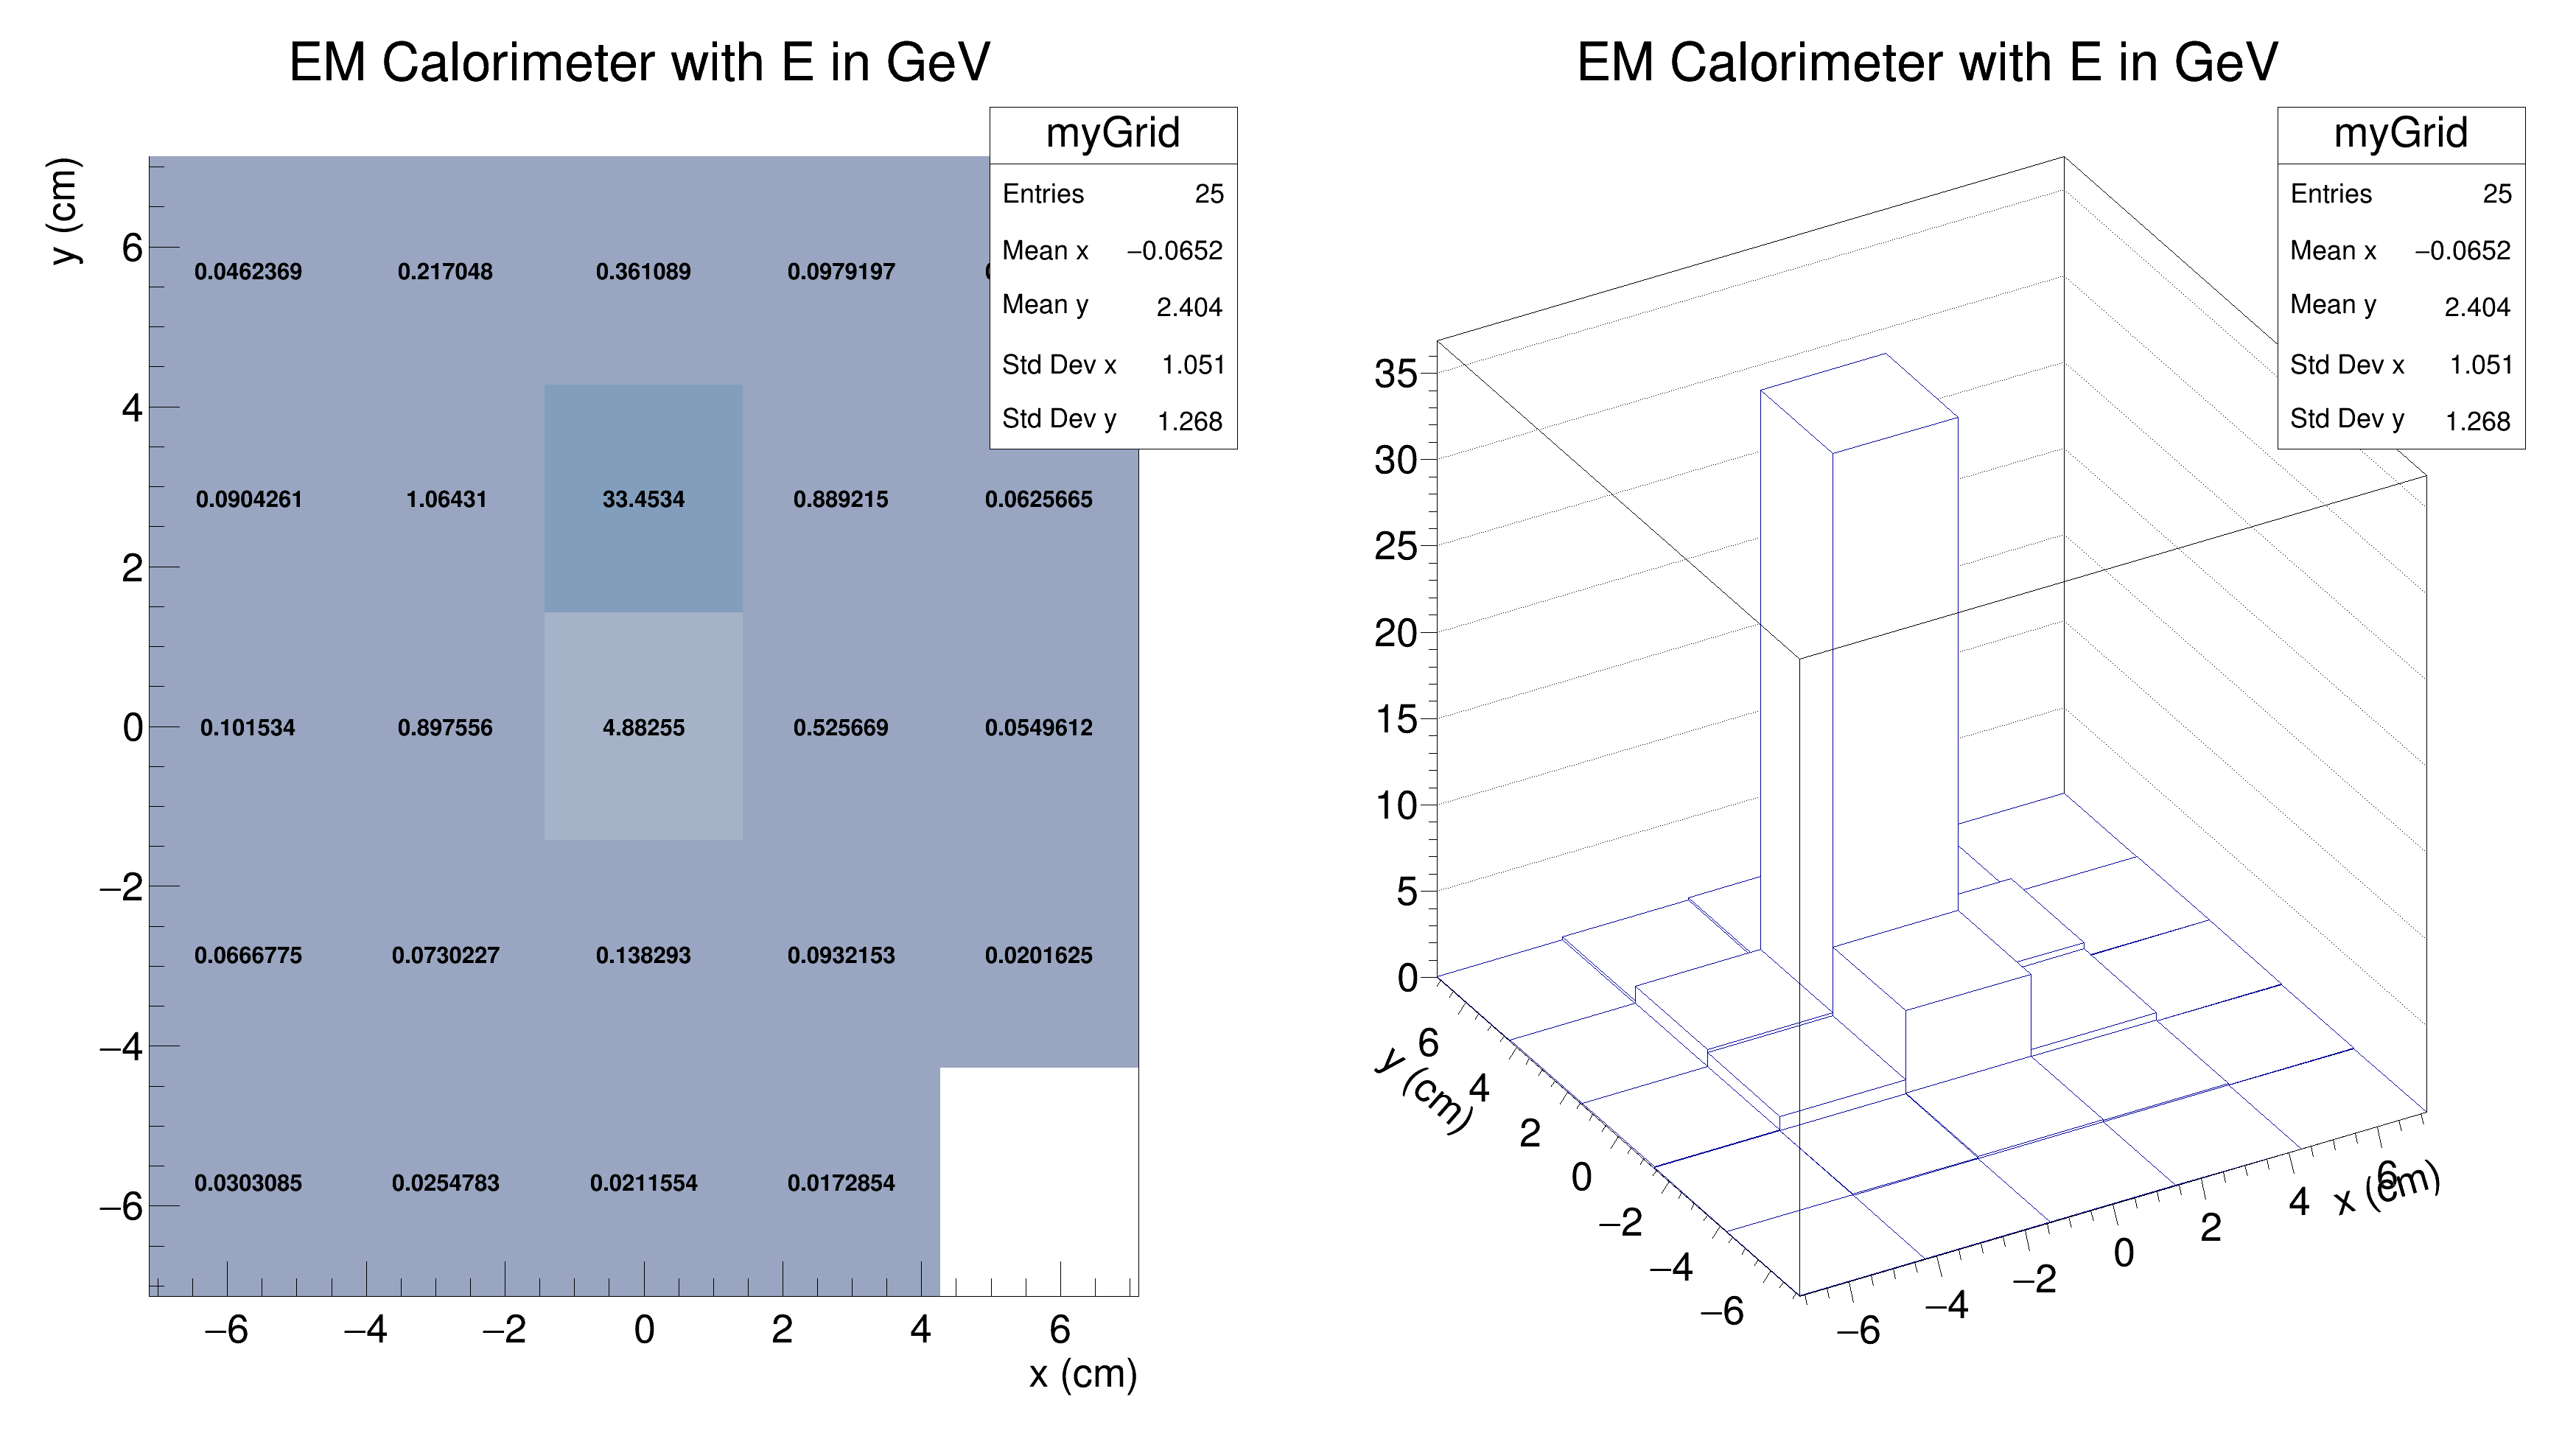 EM Calorimeter with E in GeV
myGrid
Entries 25
Mean x −0.0652
Mean y 2.404
Std Dev x 1.051
Std Dev y 1.268
y (cm)
6
4
2
0
−2
−4
−6
0.0462369 0.217048 0.361089 0.0979197
0.0904261 1.06431 33.4534 0.889215 0.0625665
0.101534 0.897556 4.88255 0.525669 0.0549612
0.0666775 0.0730227 0.138293 0.0932153 0.0201625
0.0303085 0.0254783 0.0211554 0.0172854
−6 −4 −2 0 2 4 6
x (cm)
EM Calorimeter with E in GeV
myGrid
Entries 25
Mean x −0.0652
Mean y 2.404
Std Dev x 1.051
Std Dev y 1.268
35
30
25
20
15
10
5
0
y (cm)
6
4
2
0
−2
−4
−6
−6
−4
−2
0
2
4
6
x (cm)